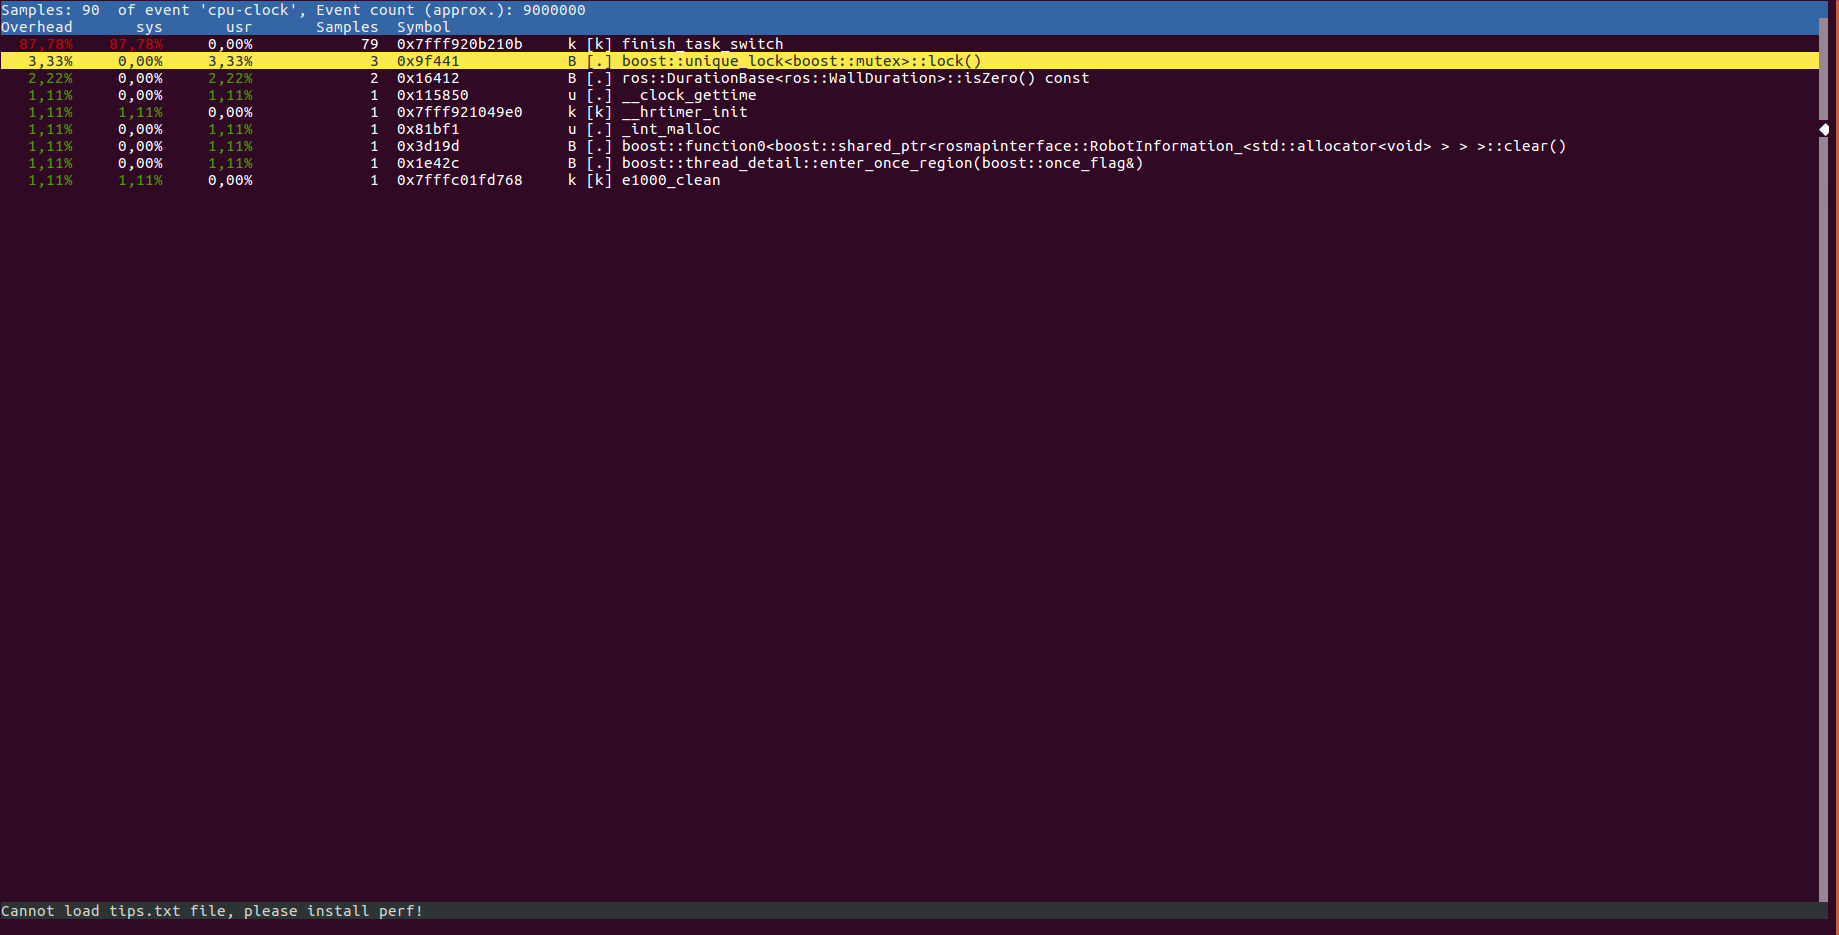 Samples: 90  of event 'cpu-clock', Event count (approx.): 9000000
Overhead       sys       usr       Samples  Symbol
  87,78%    87,78%     0,00%            79  0x7fff920b210b     k [k] finish_task_switch
   3,33%     0,00%     3,33%             3  0x9f441            B [.] boost::unique_lock<boost::mutex>::lock()
   2,22%     0,00%     2,22%             2  0x16412            B [.] ros::DurationBase<ros::WallDuration>::isZero() const
   1,11%     0,00%     1,11%             1  0x115850           u [.] __clock_gettime
   1,11%     1,11%     0,00%             1  0x7fff921049e0     k [k] __hrtimer_init
   1,11%     0,00%     1,11%             1  0x81bf1            u [.] _int_malloc
   1,11%     0,00%     1,11%             1  0x3d19d            B [.] boost::function0<boost::shared_ptr<rosmapinterface::RobotInformation_<std::allocator<void> > > >::clear()
   1,11%     0,00%     1,11%             1  0x1e42c            B [.] boost::thread_detail::enter_once_region(boost::once_flag&)
   1,11%     1,11%     0,00%             1  0x7fffc01fd768     k [k] e1000_clean
Cannot load tips.txt file, please install perf!